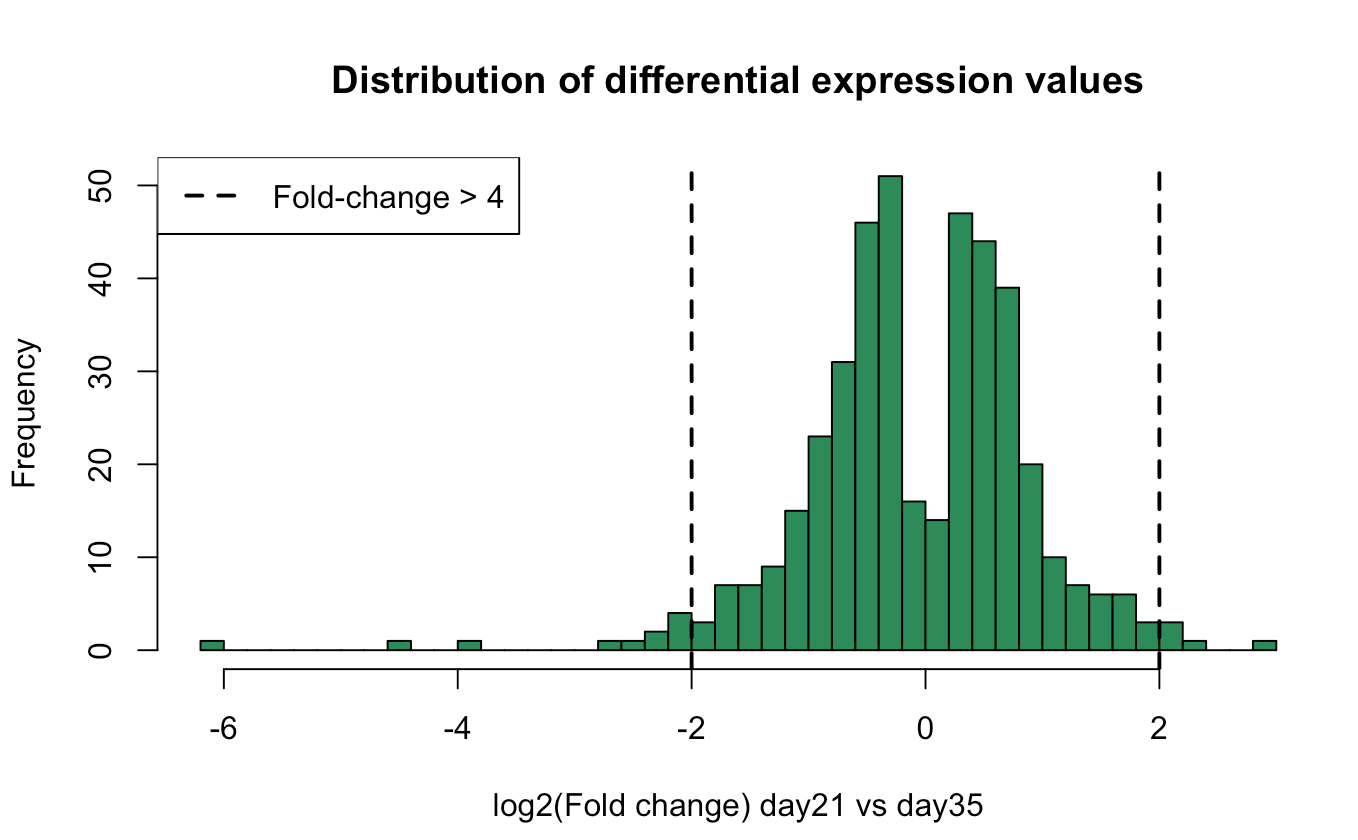 Distribution of differential expression values
Fold-change > 4
50
40
30
20
10
0
Frequency
-6 -4 -2 0 2
log2(Fold change) day21 vs day35